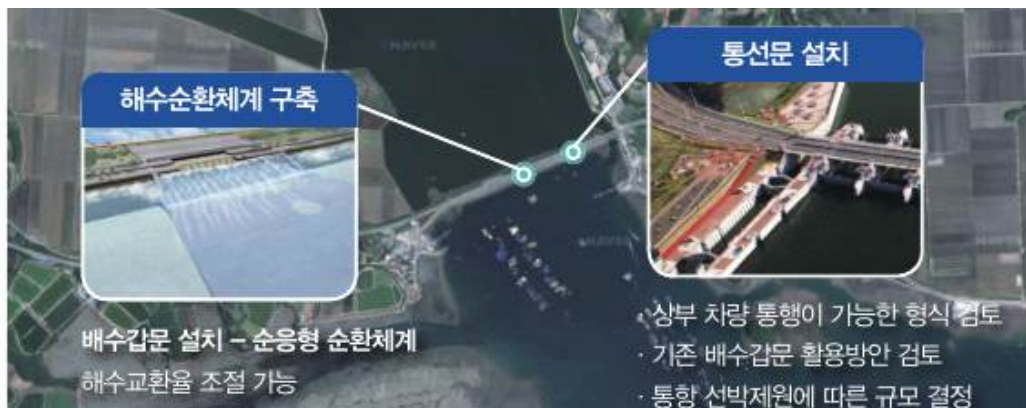 해수순환체계 구축
배수갑문 설치 – 순응형 순환체계
해수교환율 조절 가능
통선문 설치
· 상부 차량 통행이 가능한 형식 검토
· 기존 배수갑문 활용방안 검토
· 통항 선박제원에 따른 규모 결정